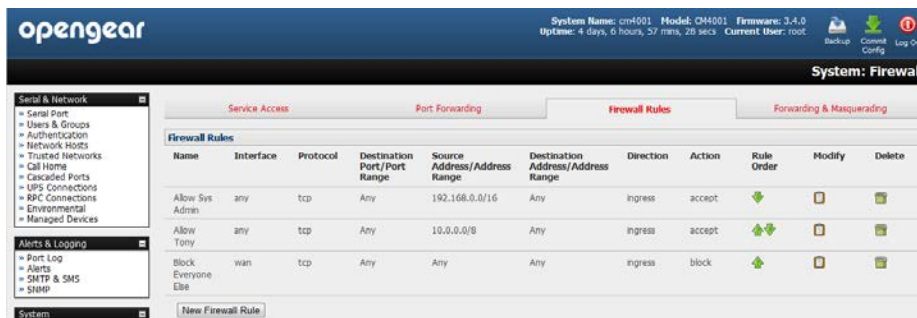 opengear
System Name: cm4001 Model: CM4001 Firmware: 3.4.0
Uptime: 4 days, 6 hours, 57 mins, 28 secs Current User: root
Backup
Commit Config
Log O
System: Firewal
Serial & Network
Serial Port
Users & Groups
Authentication
Network Hosts
Trusted Networks
Call Home
Cascaded Ports
UPS Connections
RPC Connections
Environmental
Managed Devices
Alerts & Logging
Port Log
Alerts
SMTP & SMS
SNMP
System
Service Access Port Forwarding Firewall Rules Forwarding & Masquerading
Firewall Rules
Name Interface Protocol Destination Port/Port Range Source Address/Address Range Destination Address/Address Range Direction Action Rule Order Modify Delete
Allow Sys Admin any tcp Any 192.168.0.0/16 Any ingress accept
Allow Tony any tcp Any 10.0.0.0/8 Any ingress accept
Block Everyone Else wan tcp Any Any Any ingress block
New Firewall Rule